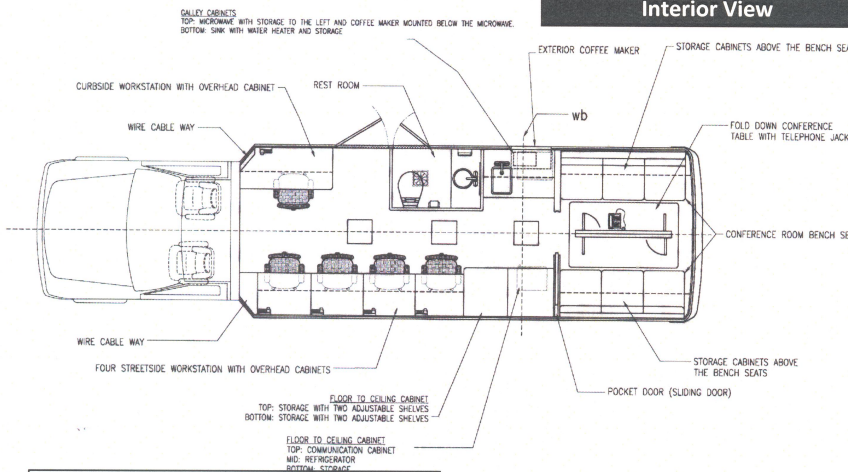 Interior View
GALLEY CABINETS
TOP: MICROWAVE WITH STORAGE TO THE LEFT AND COFFEE MAKER MOUNTED BELOW THE MICROWAVE.
BOTTOM: SINK WITH WATER HEATER AND STORAGE
EXTERIOR COFFEE MAKER
STORAGE CABINETS ABOVE THE BENCH SEA
CURBSIDE WORKSTATION WITH OVERHEAD CABINET
REST ROOM
wb
WIRE CABLE WAY
FOLD DOWN CONFERENCE
TABLE WITH TELEPHONE JACK
CONFERENCE ROOM BENCH SE
WIRE CABLE WAY
FOUR STREETSIDE WORKSTATION WITH OVERHEAD CABINETS
STORAGE CABINETS ABOVE
THE BENCH SEATS
POCKET DOOR (SLIDING DOOR)
FLOOR TO CEILING CABINET
TOP: STORAGE WITH TWO ADJUSTABLE SHELVES
BOTTOM: STORAGE WITH TWO ADJUSTABLE SHELVES
FLOOR TO CEILING CABINET
TOP: COMMUNICATION CABINET
MID: REFRIGERATOR
BOTTOM: STORAGE